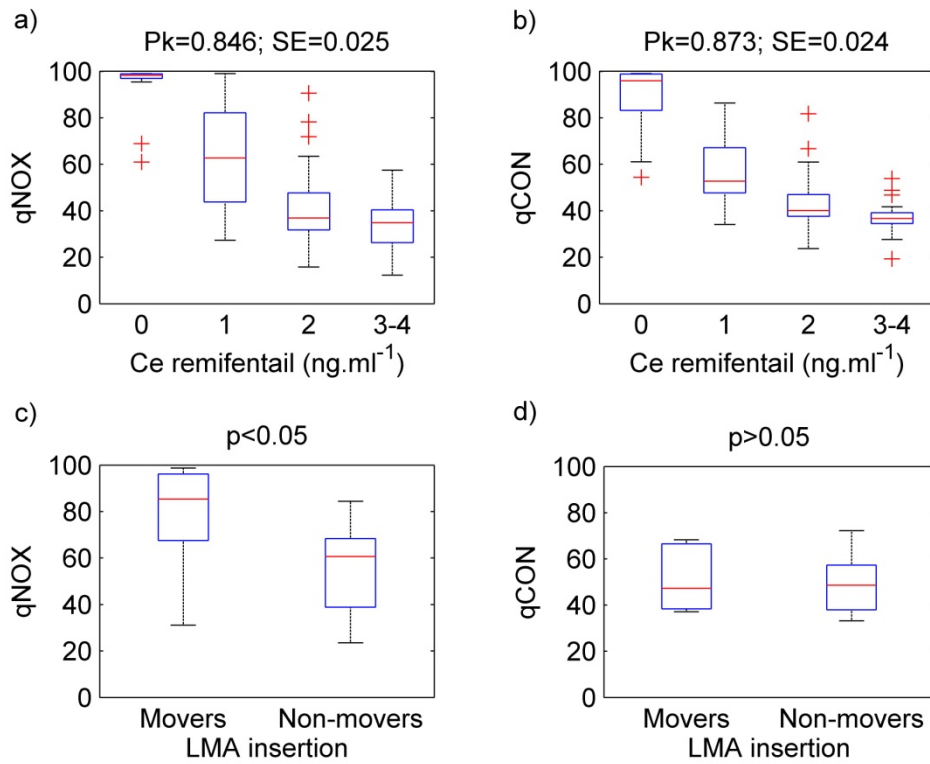 a)
Pk=0.846; SE=0.025
qNOX
100
80
60
40
20
0
0 1 2 3-4
Ce remifentail (ng.ml⁻¹)
b)
Pk=0.873; SE=0.024
qCON
100
80
60
40
20
0
0 1 2 3-4
Ce remifentail (ng.ml⁻¹)
c)
p<0.05
qNOX
100
80
60
40
20
0
Movers Non-movers
LMA insertion
d)
p>0.05
qCON
100
80
60
40
20
0
Movers Non-movers
LMA insertion